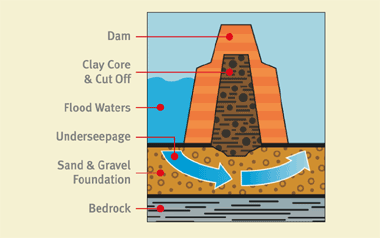 Dam
Clay Core
& Cut Off
Flood Waters
Underseepage
Sand & Gravel
Foundation
Bedrock